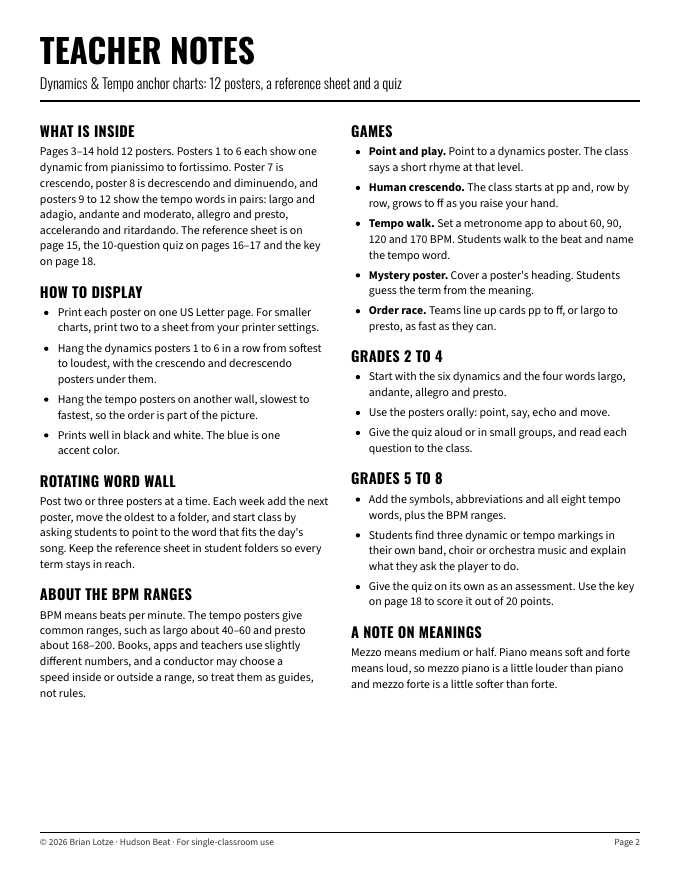 TEACHER NOTES
Dynamics & Tempo anchor charts: 12 posters, a reference sheet and a quiz
WHAT IS INSIDE
Pages 3–14 hold 12 posters. Posters 1 to 6 each show one
dynamic from pianissimo to fortissimo. Poster 7 is
crescendo, poster 8 is decrescendo and diminuendo, and
posters 9 to 12 show the tempo words in pairs: largo and
adagio, andante and moderato, allegro and presto,
accelerando and ritardando. The reference sheet is on
page 15, the 10-question quiz on pages 16–17 and the key
on page 18.
HOW TO DISPLAY
• Print each poster on one US Letter page. For smaller
charts, print two to a sheet from your printer settings.
• Hang the dynamics posters 1 to 6 in a row from softest
to loudest, with the crescendo and decrescendo
posters under them.
• Hang the tempo posters on another wall, slowest to
fastest, so the order is part of the picture.
• Prints well in black and white. The blue is one
accent color.
ROTATING WORD WALL
Post two or three posters at a time. Each week add the next
poster, move the oldest to a folder, and start class by
asking students to point to the word that fits the day's
song. Keep the reference sheet in student folders so every
term stays in reach.
ABOUT THE BPM RANGES
BPM means beats per minute. The tempo posters give
common ranges, such as largo about 40–60 and presto
about 168–200. Books, apps and teachers use slightly
different numbers, and a conductor may choose a
speed inside or outside a range, so treat them as guides,
not rules.
GAMES
• Point and play. Point to a dynamics poster. The class
says a short rhyme at that level.
• Human crescendo. The class starts at pp and, row by
row, grows to ff as you raise your hand.
• Tempo walk. Set a metronome app to about 60, 90,
120 and 170 BPM. Students walk to the beat and name
the tempo word.
• Mystery poster. Cover a poster's heading. Students
guess the term from the meaning.
• Order race. Teams line up cards pp to ff, or largo to
presto, as fast as they can.
GRADES 2 TO 4
• Start with the six dynamics and the four words largo,
andante, allegro and presto.
• Use the posters orally: point, say, echo and move.
• Give the quiz aloud or in small groups, and read each
question to the class.
GRADES 5 TO 8
• Add the symbols, abbreviations and all eight tempo
words, plus the BPM ranges.
• Students find three dynamic or tempo markings in
their own band, choir or orchestra music and explain
what they ask the player to do.
• Give the quiz on its own as an assessment. Use the key
on page 18 to score it out of 20 points.
A NOTE ON MEANINGS
Mezzo means medium or half. Piano means soft and forte
means loud, so mezzo piano is a little louder than piano
and mezzo forte is a little softer than forte.
© 2026 Brian Lotze · Hudson Beat · For single-classroom use
Page 2